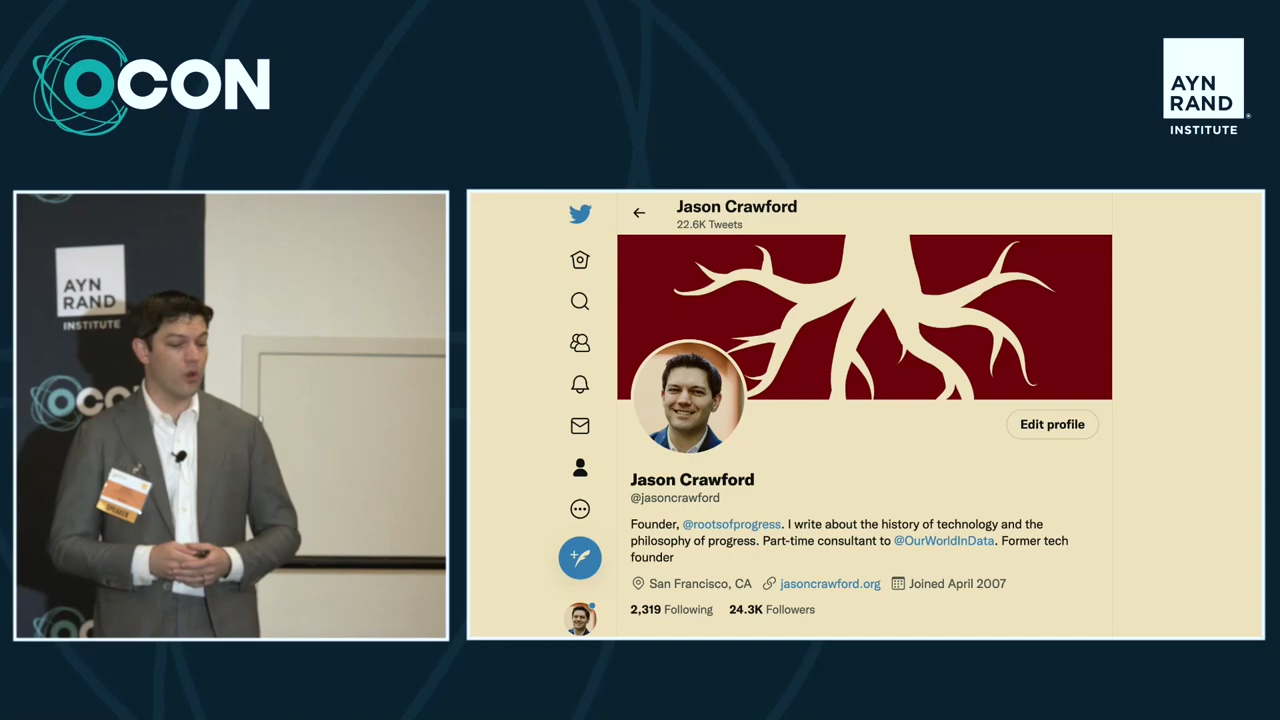 OCON
AYN
RAND
INSTITUTE
AYN
RAND
INSTITUTE
OCO
SPEAKER
Jason Crawford
22.6K Tweets
Edit profile
Jason Crawford
@jasoncrawford
Founder, @rootsofprogress. I write about the history of technology and the
philosophy of progress. Part-time consultant to @OurWorldInData. Former tech
founder
San Francisco, CA jasoncrawford.org Joined April 2007
2,319 Following 24.3K Followers